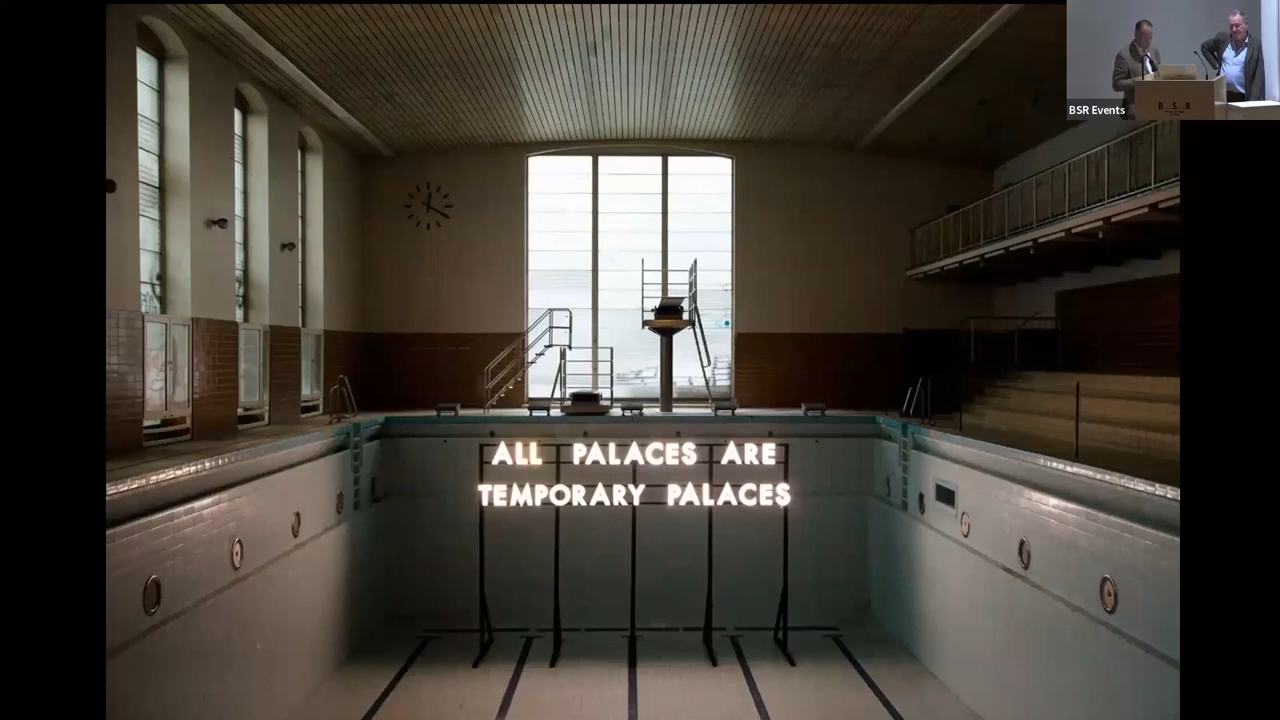 BSR Events
B S R
ALL PALACES ARE
TEMPORARY PALACES